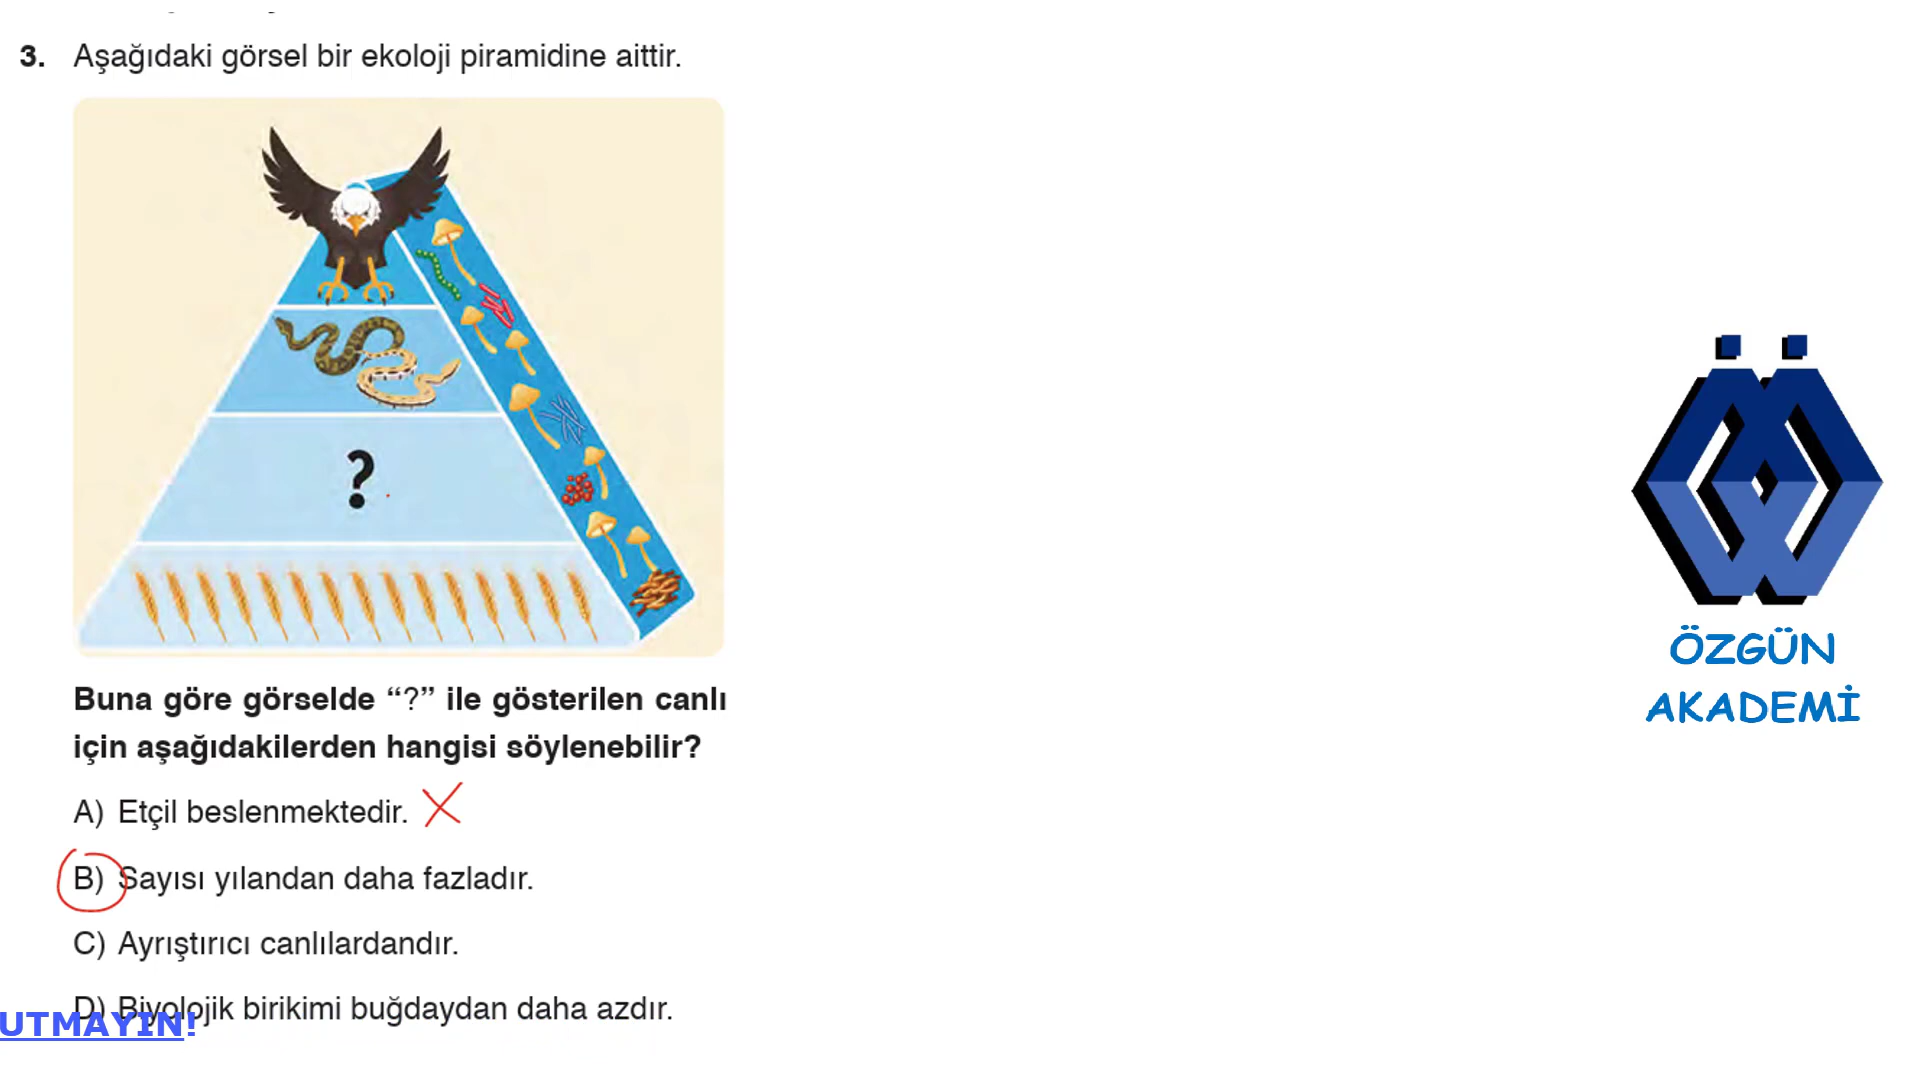 3. Aşağıdaki görsel bir ekoloji piramidine aittir.
?
Buna göre görselde “?” ile gösterilen canlı
için aşağıdakilerden hangisi söylenebilir?
A) Etçil beslenmektedir.
B) Sayısı yılandan daha fazladır.
C) Ayrıştırıcı canlılardandır.
D) Biyolojik birikimi buğdaydan daha azdır.
UTMAYIN!
ÖZGÜN
AKADEMİ